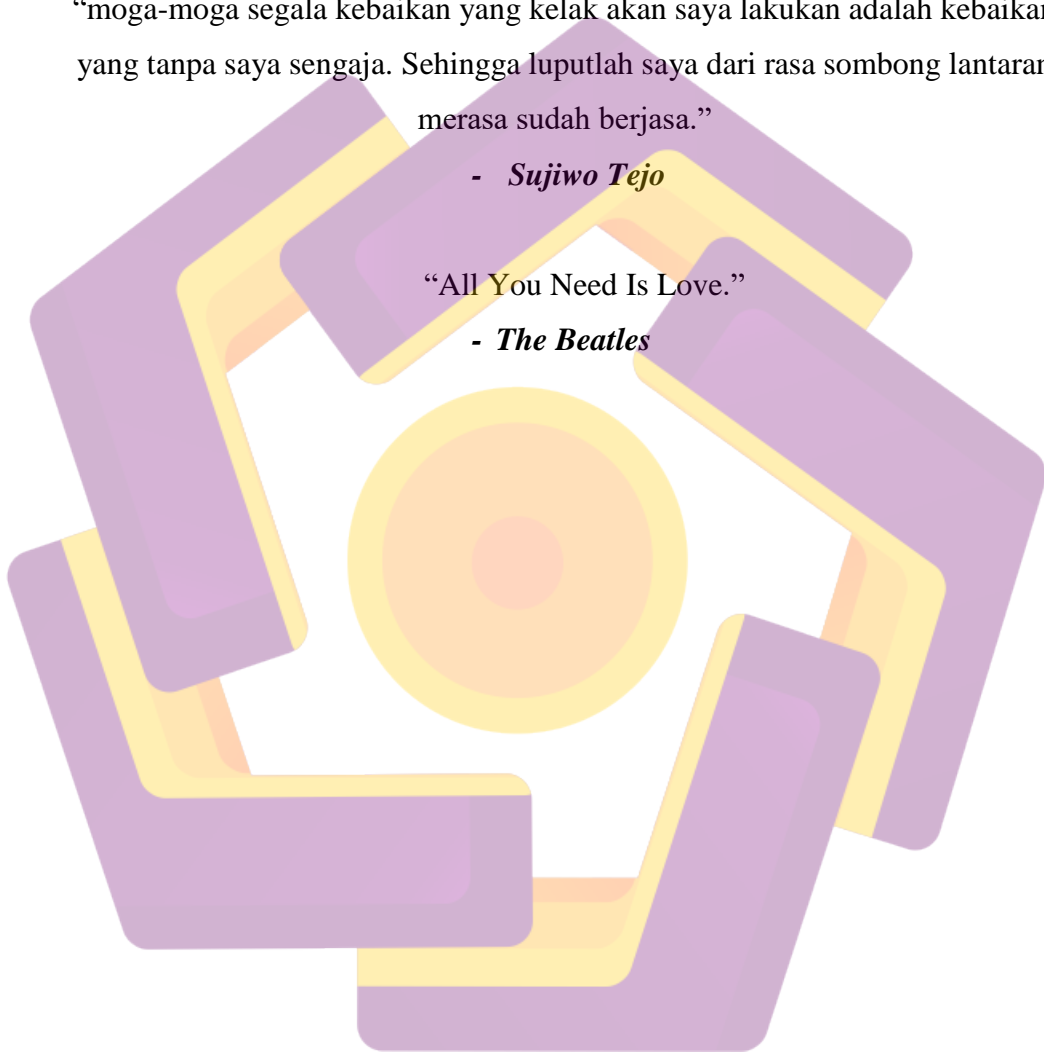 “moga-moga segala kebaikan yang kelak akan saya lakukan adalah kebaikan
yang tanpa saya sengaja. Sehingga luputlah saya dari rasa sombong lantaran
merasa sudah berjasa.”
- Sujiwo Tejo
“All You Need Is Love.”
- The Beatles